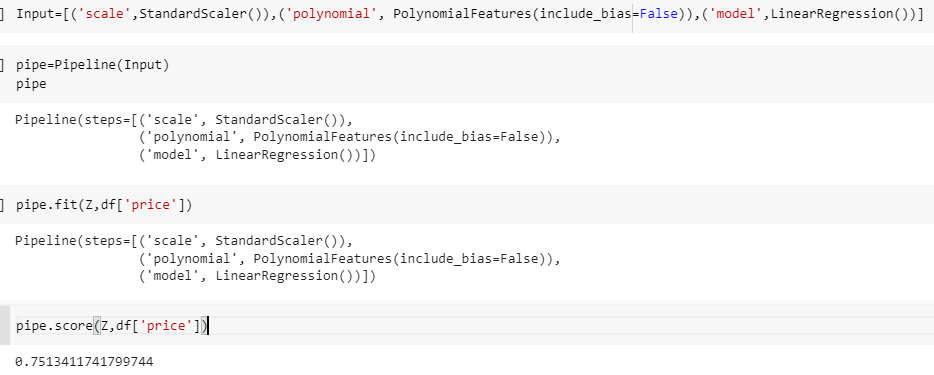 ] Input=[('scale',StandardScaler()),('polynomial', PolynomialFeatures(include_bias=False)),('model',LinearRegression())]
] pipe=Pipeline(Input)
pipe
Pipeline(steps=[('scale', StandardScaler()),
('polynomial', PolynomialFeatures(include_bias=False)),
('model', LinearRegression())])
] pipe.fit(Z,df['price'])
Pipeline(steps=[('scale', StandardScaler()),
('polynomial', PolynomialFeatures(include_bias=False)),
('model', LinearRegression())])
pipe.score(Z,df['price'])
0.7513411741799744